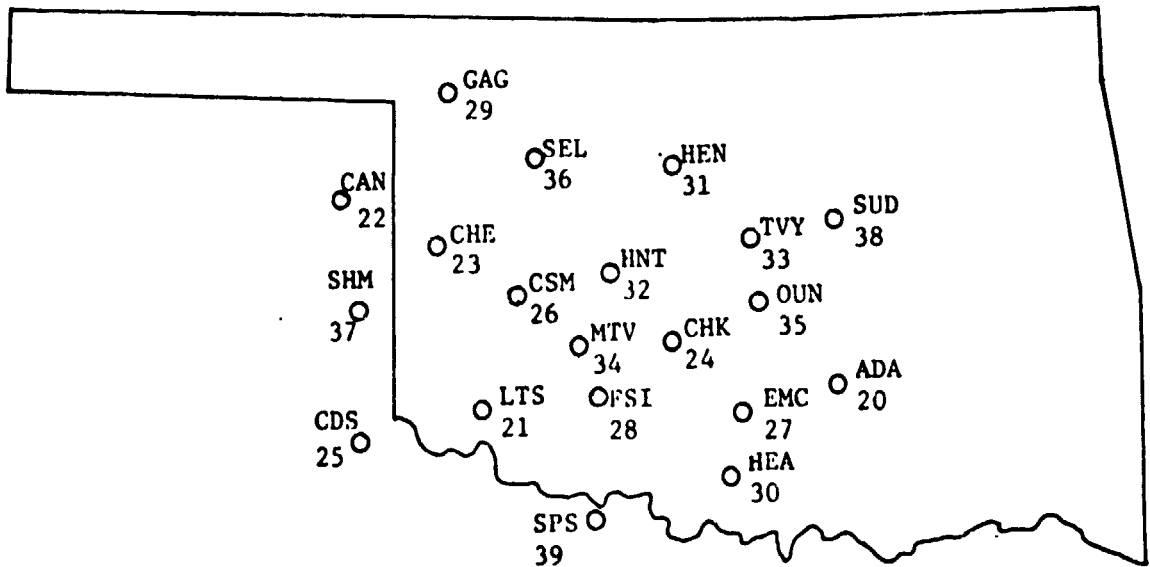 GAG
29
SEL
36
HEN
31
CAN
22
SUD
38
CHE
23
TVY
33
HNT
32
SHM
37
CSM
26
OUN
35
MTV
34
CHK
24
ADA
20
LTS
21
FSI
28
EMC
27
CDS
25
HEA
30
SPS
39